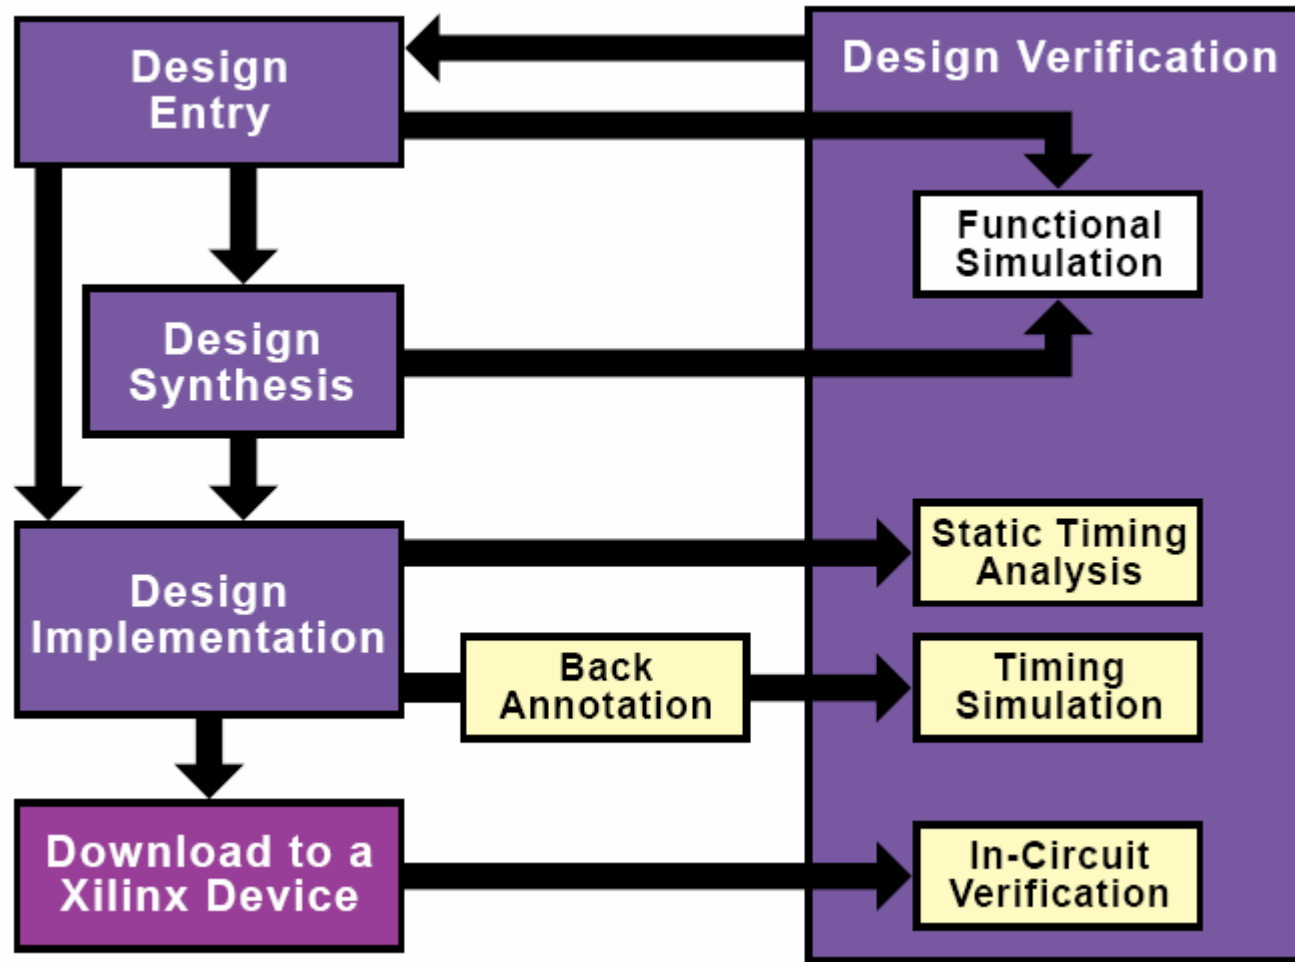 Design
Entry
Design Verification
Functional
Simulation
Design
Synthesis
Static Timing
Analysis
Design
Implementation
Back
Annotation
Timing
Simulation
Download to a
Xilinx Device
In-Circuit
Verification